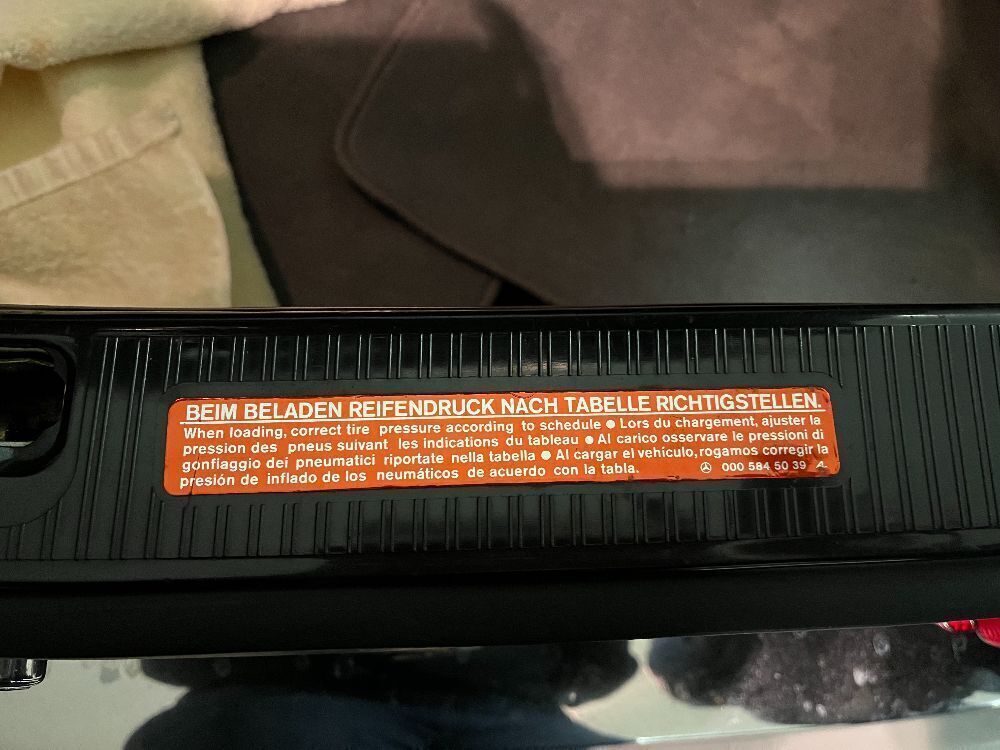 BEIM BELADEN REIFENDRUCK NACH TABELLE RICHTIGSTELLEN.
When loading, correct tire pressure according to schedule ● Lors du chargement, ajuster la
pression des pneus suivant les indications du tableau ● Al carico osservare le pressioni di
gonfiaggio dei pneumatici riportate nella tabella ● Al cargar el vehículo, rogamos corregir la
presión de inflado de los neumáticos de acuerdo con la tabla. 000 584 50 39